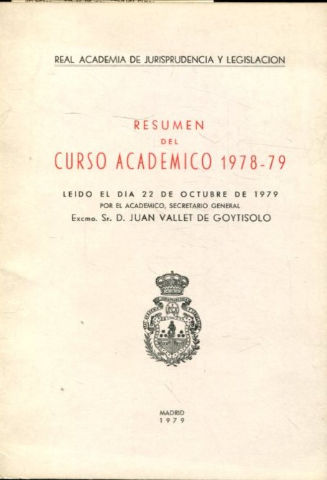 REAL ACADEMIA DE JURISPRUDENCIA Y LEGISLACION
RESUMEN
DEL
CURSO ACADEMICO 1978-79
LEIDO EL DIA 22 DE OCTUBRE DE 1979
POR EL ACADEMICO, SECRETARIO GENERAL
Excmo. Sr. D. JUAN VALLET DE GOYTISOLO
MADRID
1979